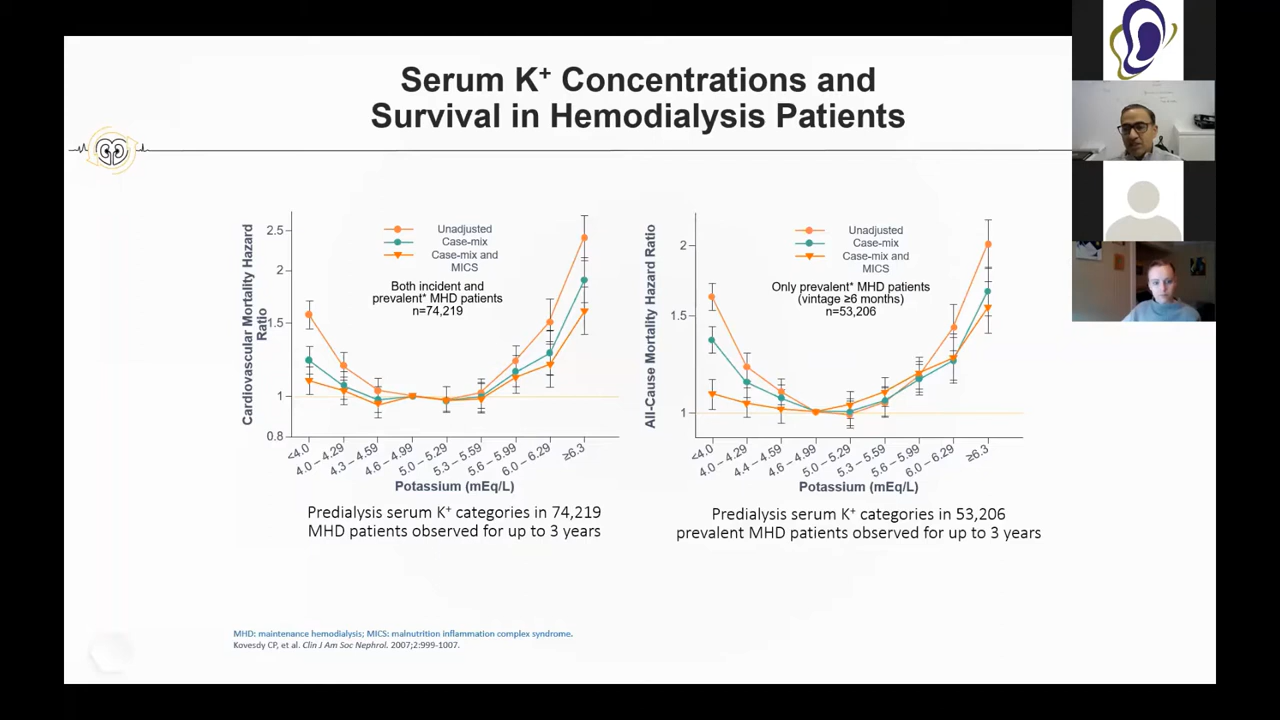 Serum K+ Concentrations and
Survival in Hemodialysis Patients
Cardiovascular Mortality Hazard
Ratio
2.5
2
1.5
1
0.8
Unadjusted
Case-mix
Case-mix and
MICS
Both incident and
prevalent* MHD patients
n=74,219
<4.0
4.0 – 4.29
4.3 – 4.59
4.6 – 4.99
5.0 – 5.29
5.3 – 5.59
5.6 – 5.99
6.0 – 6.29
≥6.3
Potassium (mEq/L)
Predialysis serum K+ categories in 74,219
MHD patients observed for up to 3 years
All-Cause Mortality Hazard Ratio
2
1.5
1
Unadjusted
Case-mix
Case-mix and
MICS
Only prevalent* MHD patients
(vintage ≥6 months)
n=53,206
<4.0
4.0 – 4.29
4.4 – 4.59
4.6 – 4.99
5.0 – 5.29
5.3 – 5.59
5.6 – 5.99
6.0 – 6.29
≥6.3
Potassium (mEq/L)
Predialysis serum K+ categories in 53,206
prevalent MHD patients observed for up to 3 years
MHD: maintenance hemodialysis; MICS: malnutrition inflammation complex syndrome.
Kovesdy CP, et al. Clin J Am Soc Nephrol. 2007;2:999-1007.